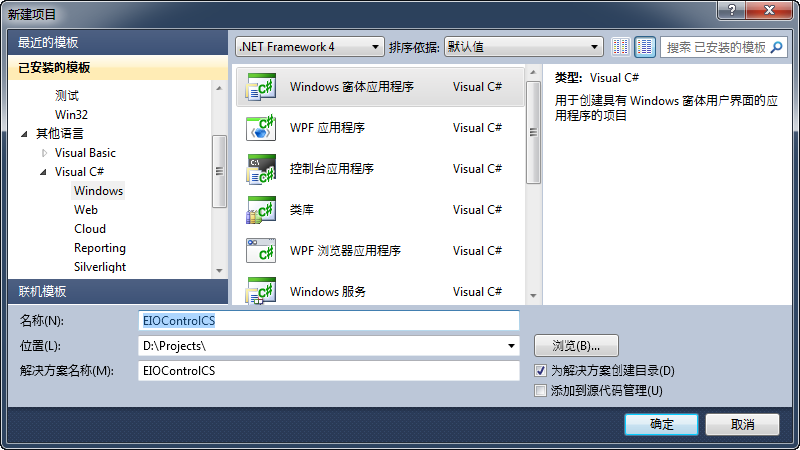 新建项目
最近的模板
已安装的模板
测试
Win32
其他语言
Visual Basic
Visual C#
Windows
Web
Cloud
Reporting
Silverlight
联机模板
.NET Framework 4
排序依据:
默认值
搜索 已安装的模板
Windows 窗体应用程序 Visual C#
WPF 应用程序 Visual C#
控制台应用程序 Visual C#
类库 Visual C#
WPF 浏览器应用程序 Visual C#
Windows 服务 Visual C#
类型: Visual C#
用于创建具有 Windows 窗体用户界面的应
用程序的项目
名称(N): EIOControlCS
位置(L): D:\Projects\
浏览(B)...
解决方案名称(M): EIOControlCS
为解决方案创建目录(D)
添加到源代码管理(U)
确定
取消